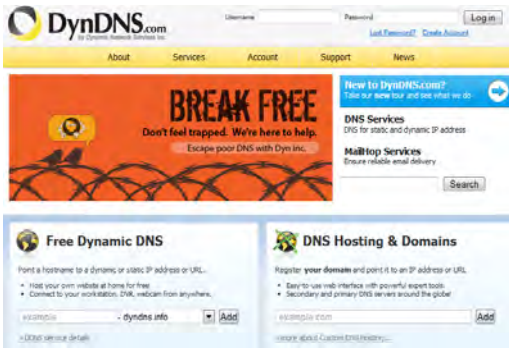 Username
Password
Log in
DynDNS.com
by Dynamic Network Services Inc.
Lost Password? Create Account
About Services Account Support News
BREAK FREE
Don't feel trapped. We're here to help.
Escape poor DNS with Dyn Inc.
New to DynDNS.com?
Take our new tour and see what we do
DNS Services
DNS for static and dynamic IP address
MailHop Services
Ensure reliable email delivery
Search
Free Dynamic DNS
Point a hostname to a dynamic or static IP address or URL.
• Host your own website at home for free
• Connect to your workstation, DVR, webcam from anywhere.
example - dyndns.info Add
» DDNS service details
DNS Hosting & Domains
Register your domain and point it to an IP address or URL
• Easy-to-use web interface with powerful expert tools
• Secondary and primary DNS servers around the globe
example.com Add
» more about Custom DNS Hosting...